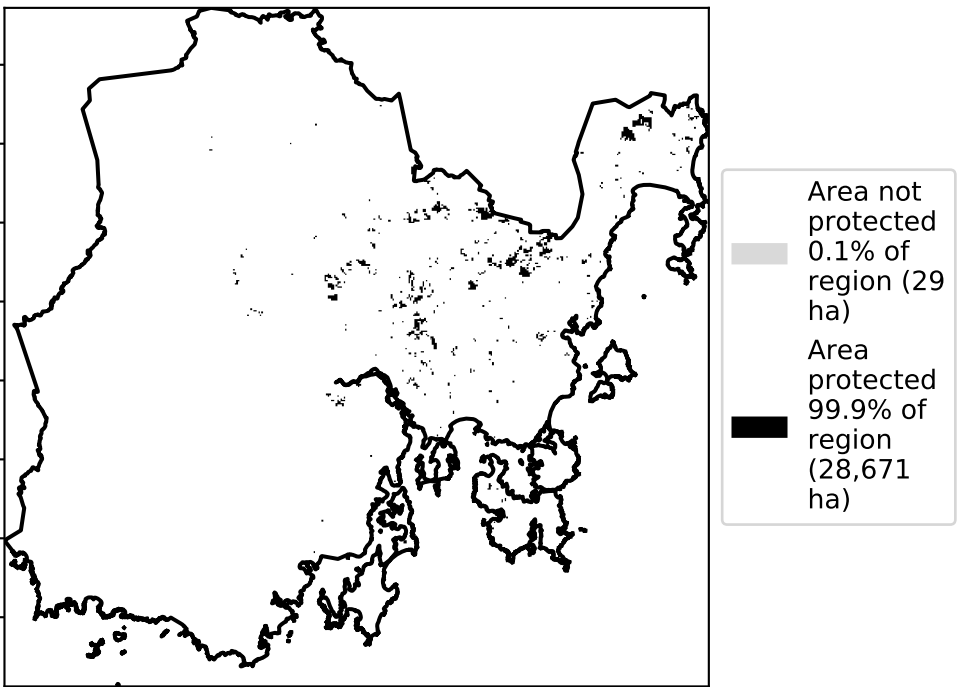 Area not
protected
0.1% of
region (29
ha)
Area
protected
99.9% of
region
(28,671
ha)